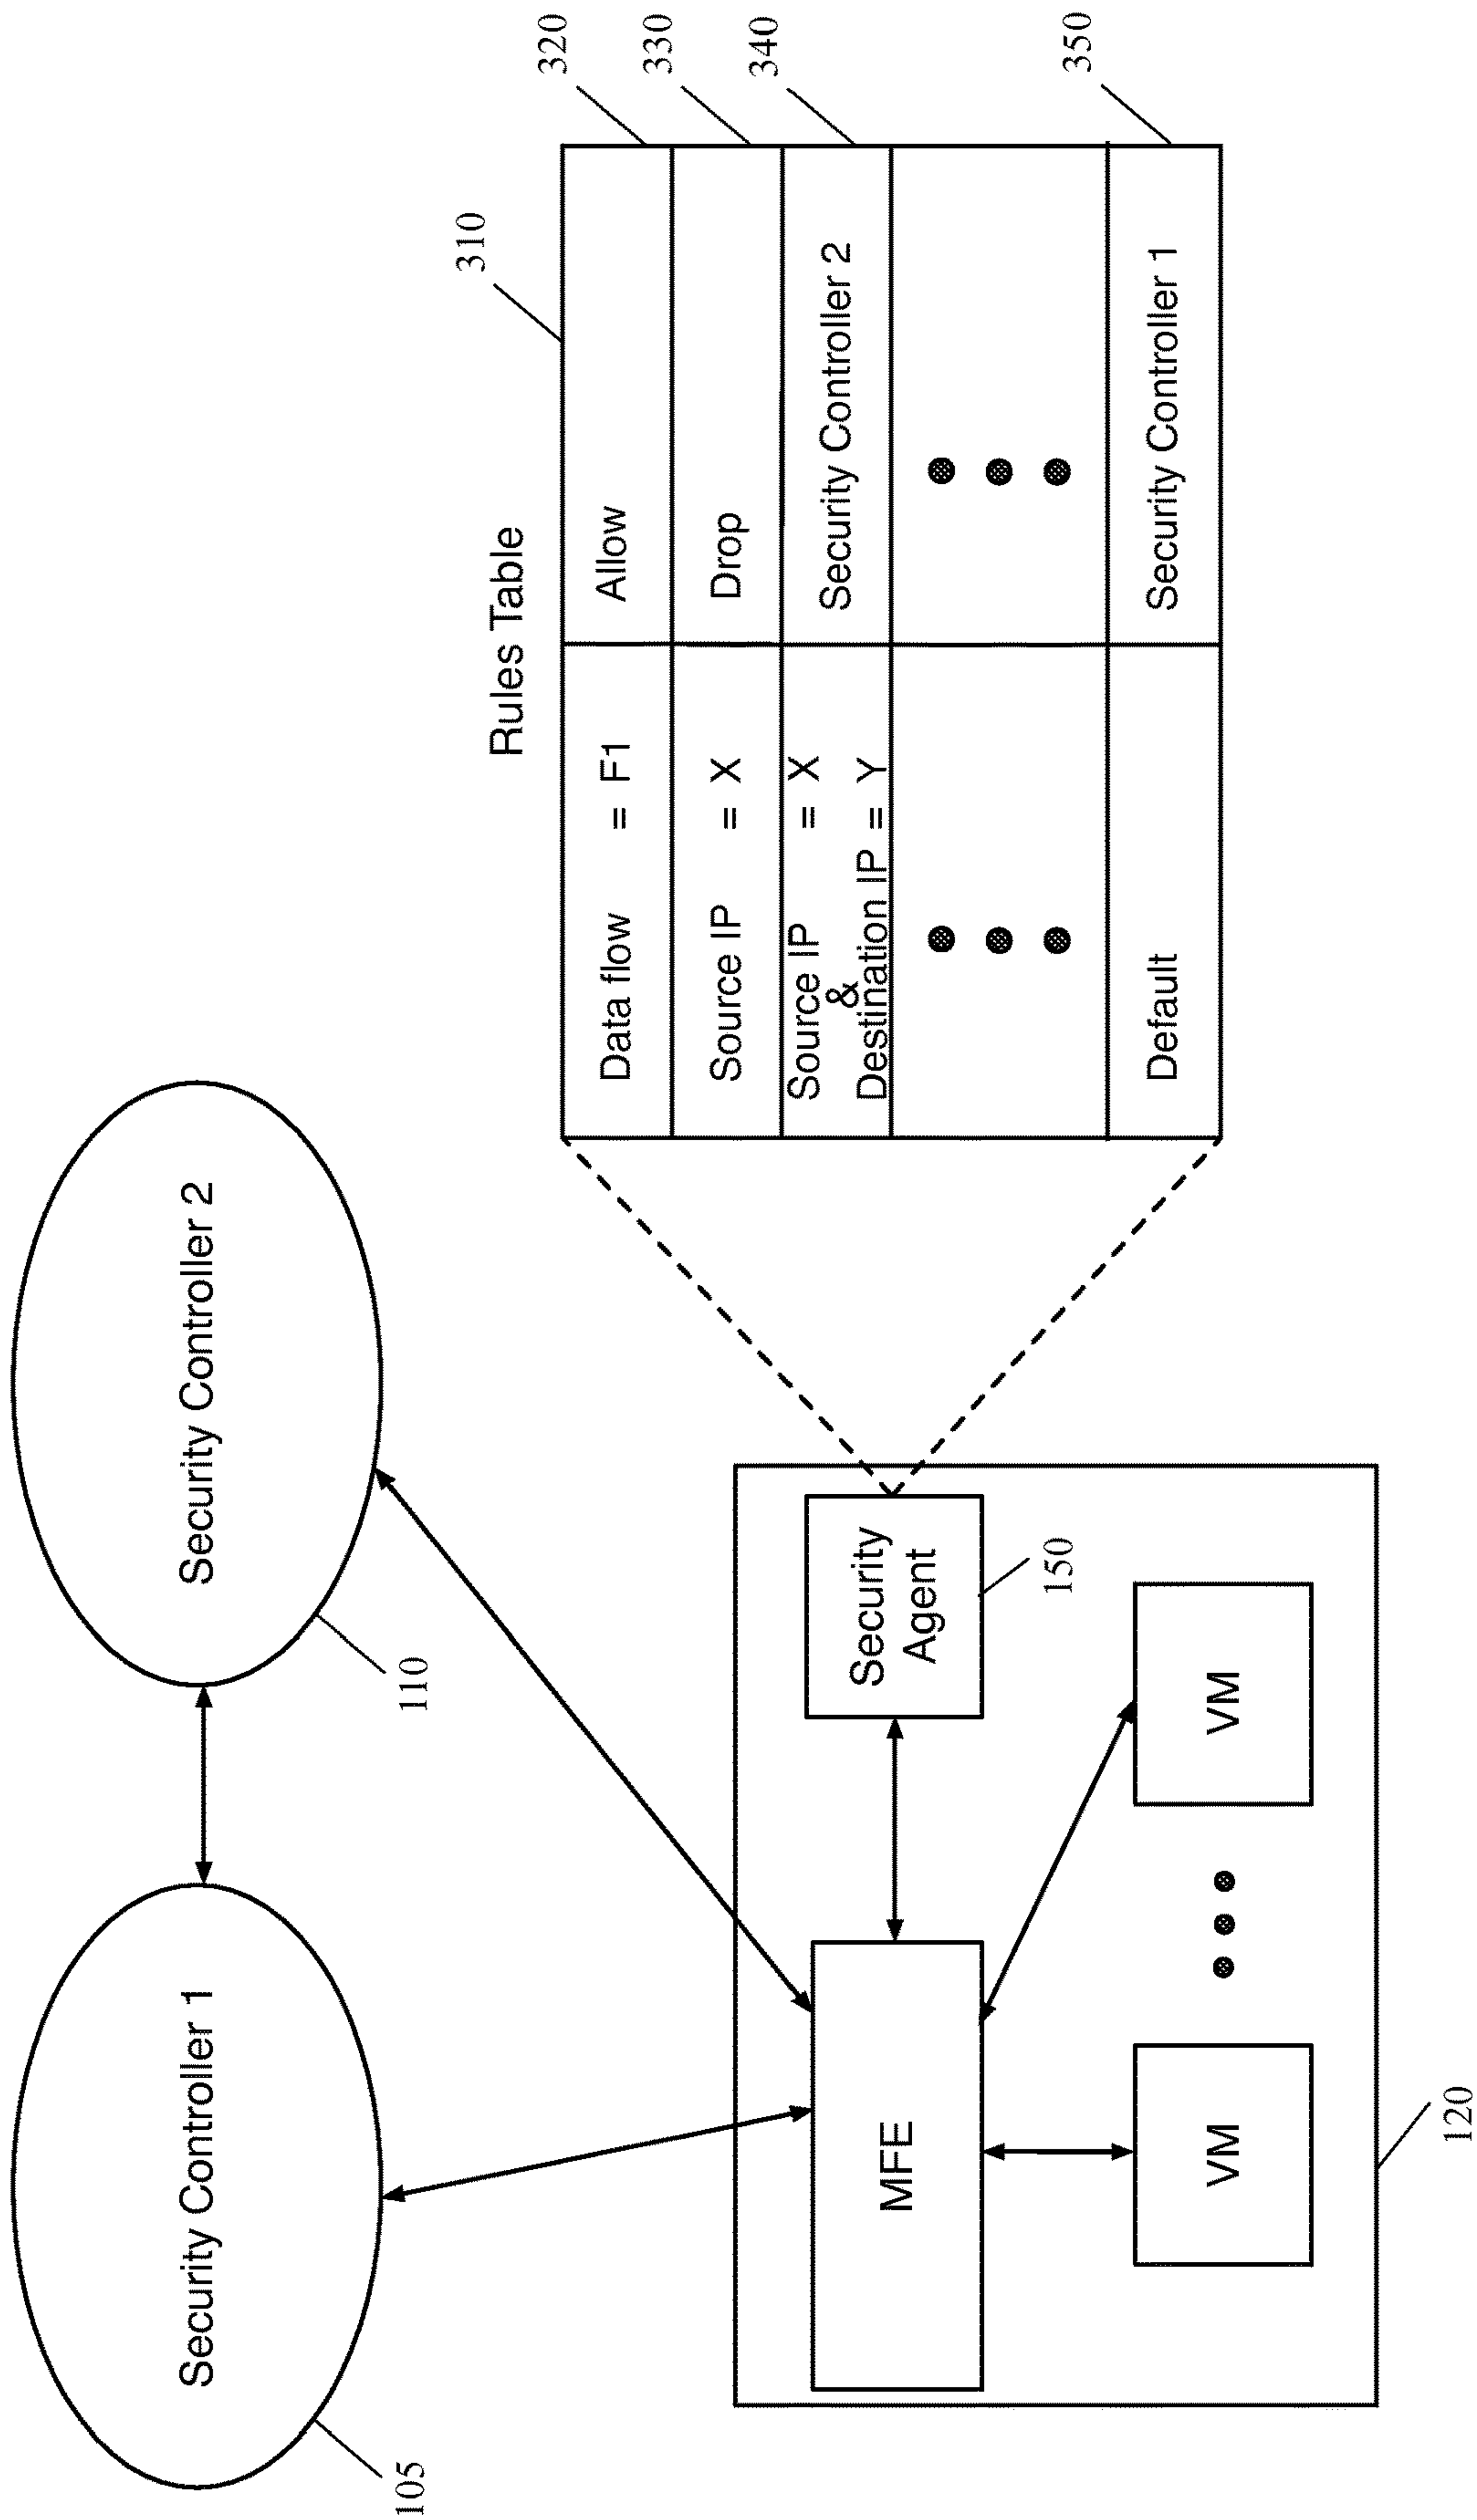 Security Controller 1
105
Security Controller 2
110
MFE
Security
Agent
150
VM
VM
120
Rules Table
310
Data flow = F1 Allow
320
Source IP = X Drop
330
Source IP = X
&
Destination IP = Y
Security Controller 2
340
Default Security Controller 1
350